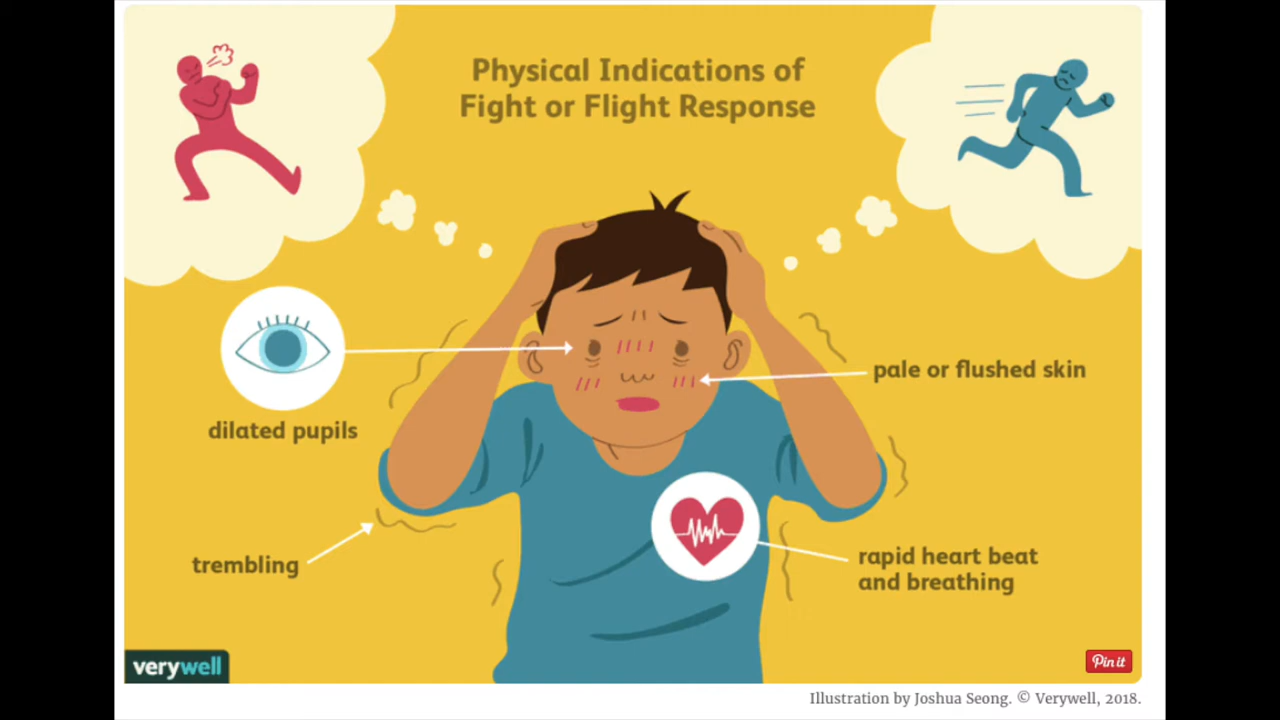 Physical Indications of
Fight or Flight Response
dilated pupils
pale or flushed skin
trembling
rapid heart beat
and breathing
verywell
Pin it
Illustration by Joshua Seong. © Verywell, 2018.